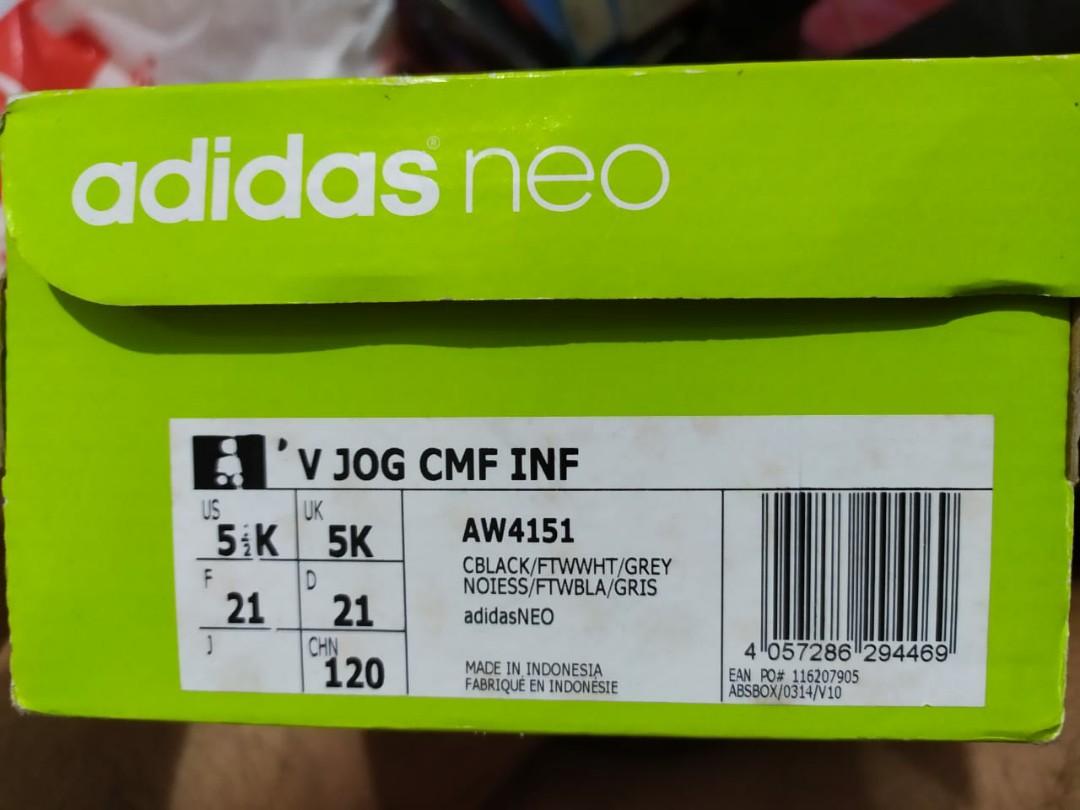 adidas® neo
' V JOG CMF INF
US 5½K UK 5K
F 21 D 21
J CHN 120
AW4151
CBLACK/FTWWHT/GREY
NOIESS/FTWBLA/GRIS
adidasNEO
MADE IN INDONESIA
FABRIQUÉ EN INDONÉSIE
4 057286 294469
EAN PO# 116207905
ABSBOX/0314/V10